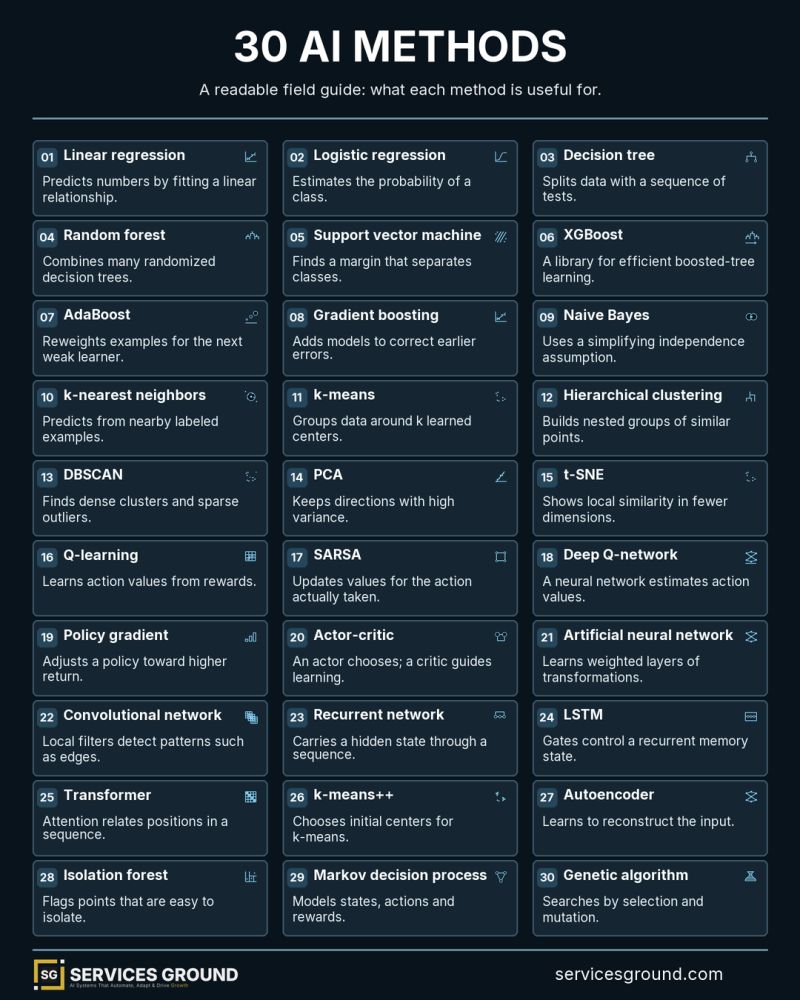 30 AI METHODS
A readable field guide: what each method is useful for.
01 Linear regression
Predicts numbers by fitting a linear
relationship.
02 Logistic regression
Estimates the probability of a
class.
03 Decision tree
Splits data with a sequence of
tests.
04 Random forest
Combines many randomized
decision trees.
05 Support vector machine
Finds a margin that separates
classes.
06 XGBoost
A library for efficient boosted-tree
learning.
07 AdaBoost
Reweights examples for the next
weak learner.
08 Gradient boosting
Adds models to correct earlier
errors.
09 Naive Bayes
Uses a simplifying independence
assumption.
10 k-nearest neighbors
Predicts from nearby labeled
examples.
11 k-means
Groups data around k learned
centers.
12 Hierarchical clustering
Builds nested groups of similar
points.
13 DBSCAN
Finds dense clusters and sparse
outliers.
14 PCA
Keeps directions with high
variance.
15 t-SNE
Shows local similarity in fewer
dimensions.
16 Q-learning
Learns action values from rewards.
17 SARSA
Updates values for the action
actually taken.
18 Deep Q-network
A neural network estimates action
values.
19 Policy gradient
Adjusts a policy toward higher
return.
20 Actor-critic
An actor chooses; a critic guides
learning.
21 Artificial neural network
Learns weighted layers of
transformations.
22 Convolutional network
Local filters detect patterns such
as edges.
23 Recurrent network
Carries a hidden state through a
sequence.
24 LSTM
Gates control a recurrent memory
state.
25 Transformer
Attention relates positions in a
sequence.
26 k-means++
Chooses initial centers for
k-means.
27 Autoencoder
Learns to reconstruct the input.
28 Isolation forest
Flags points that are easy to
isolate.
29 Markov decision process
Models states, actions and
rewards.
30 Genetic algorithm
Searches by selection and
mutation.
SG SERVICES GROUND
AI Systems That Automate, Adapt & Drive Growth
servicesground.com